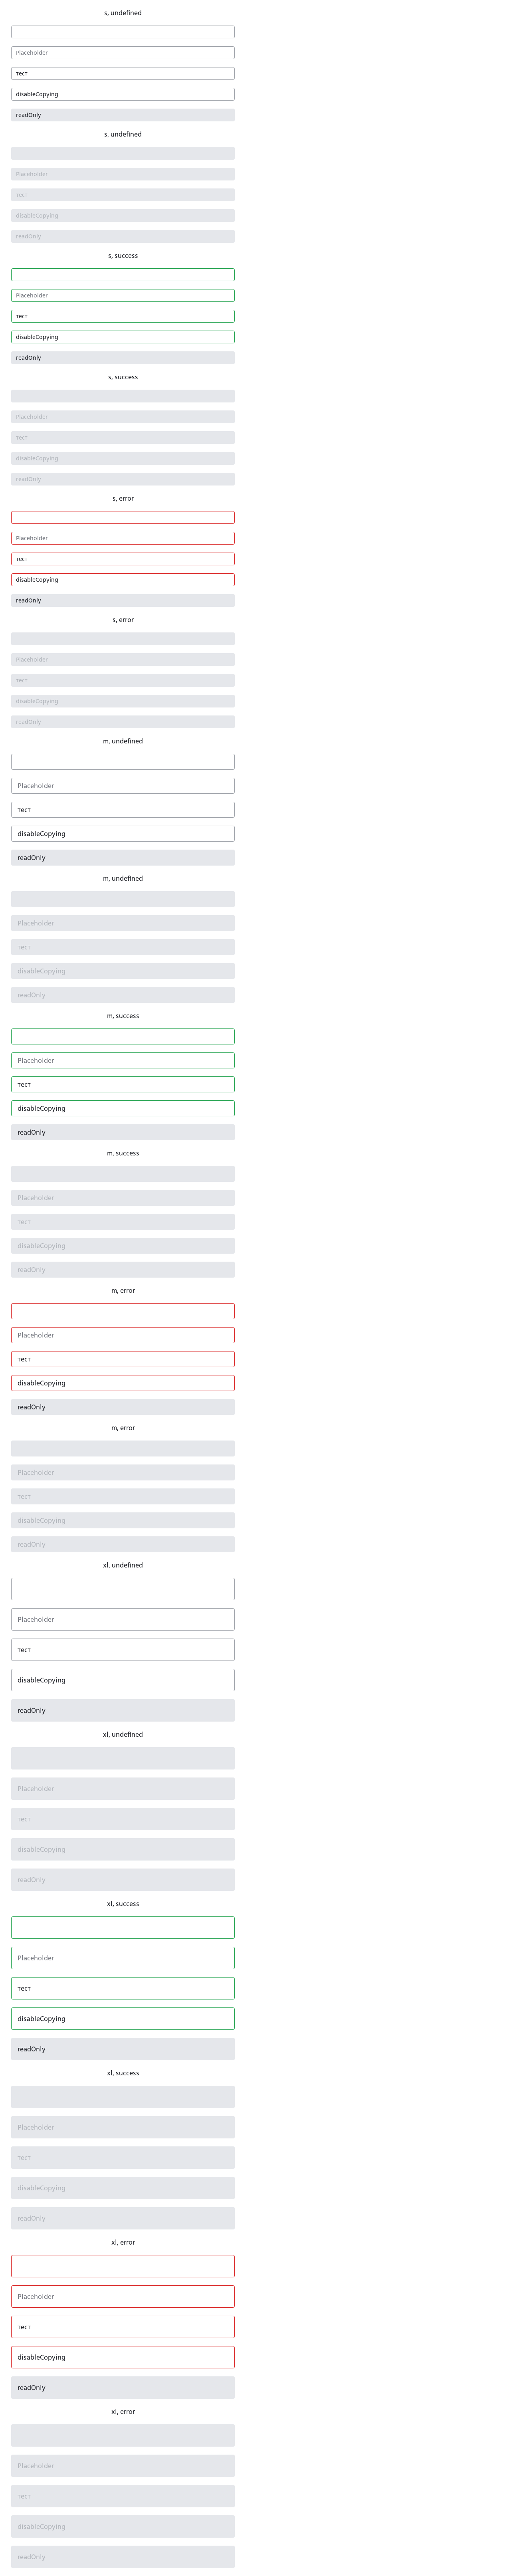 s, undefined
Placeholder
тест
disableCopying
readOnly
s, undefined
Placeholder
тест
disableCopying
readOnly
s, success
Placeholder
тест
disableCopying
readOnly
s, success
Placeholder
тест
disableCopying
readOnly
s, error
Placeholder
тест
disableCopying
readOnly
s, error
Placeholder
тест
disableCopying
readOnly
m, undefined
Placeholder
тест
disableCopying
readOnly
m, undefined
Placeholder
тест
disableCopying
readOnly
m, success
Placeholder
тест
disableCopying
readOnly
m, success
Placeholder
тест
disableCopying
readOnly
m, error
Placeholder
тест
disableCopying
readOnly
m, error
Placeholder
тест
disableCopying
readOnly
xl, undefined
Placeholder
тест
disableCopying
readOnly
xl, undefined
Placeholder
тест
disableCopying
readOnly
xl, success
Placeholder
тест
disableCopying
readOnly
xl, success
Placeholder
тест
disableCopying
readOnly
xl, error
Placeholder
тест
disableCopying
readOnly
xl, error
Placeholder
тест
disableCopying
readOnly